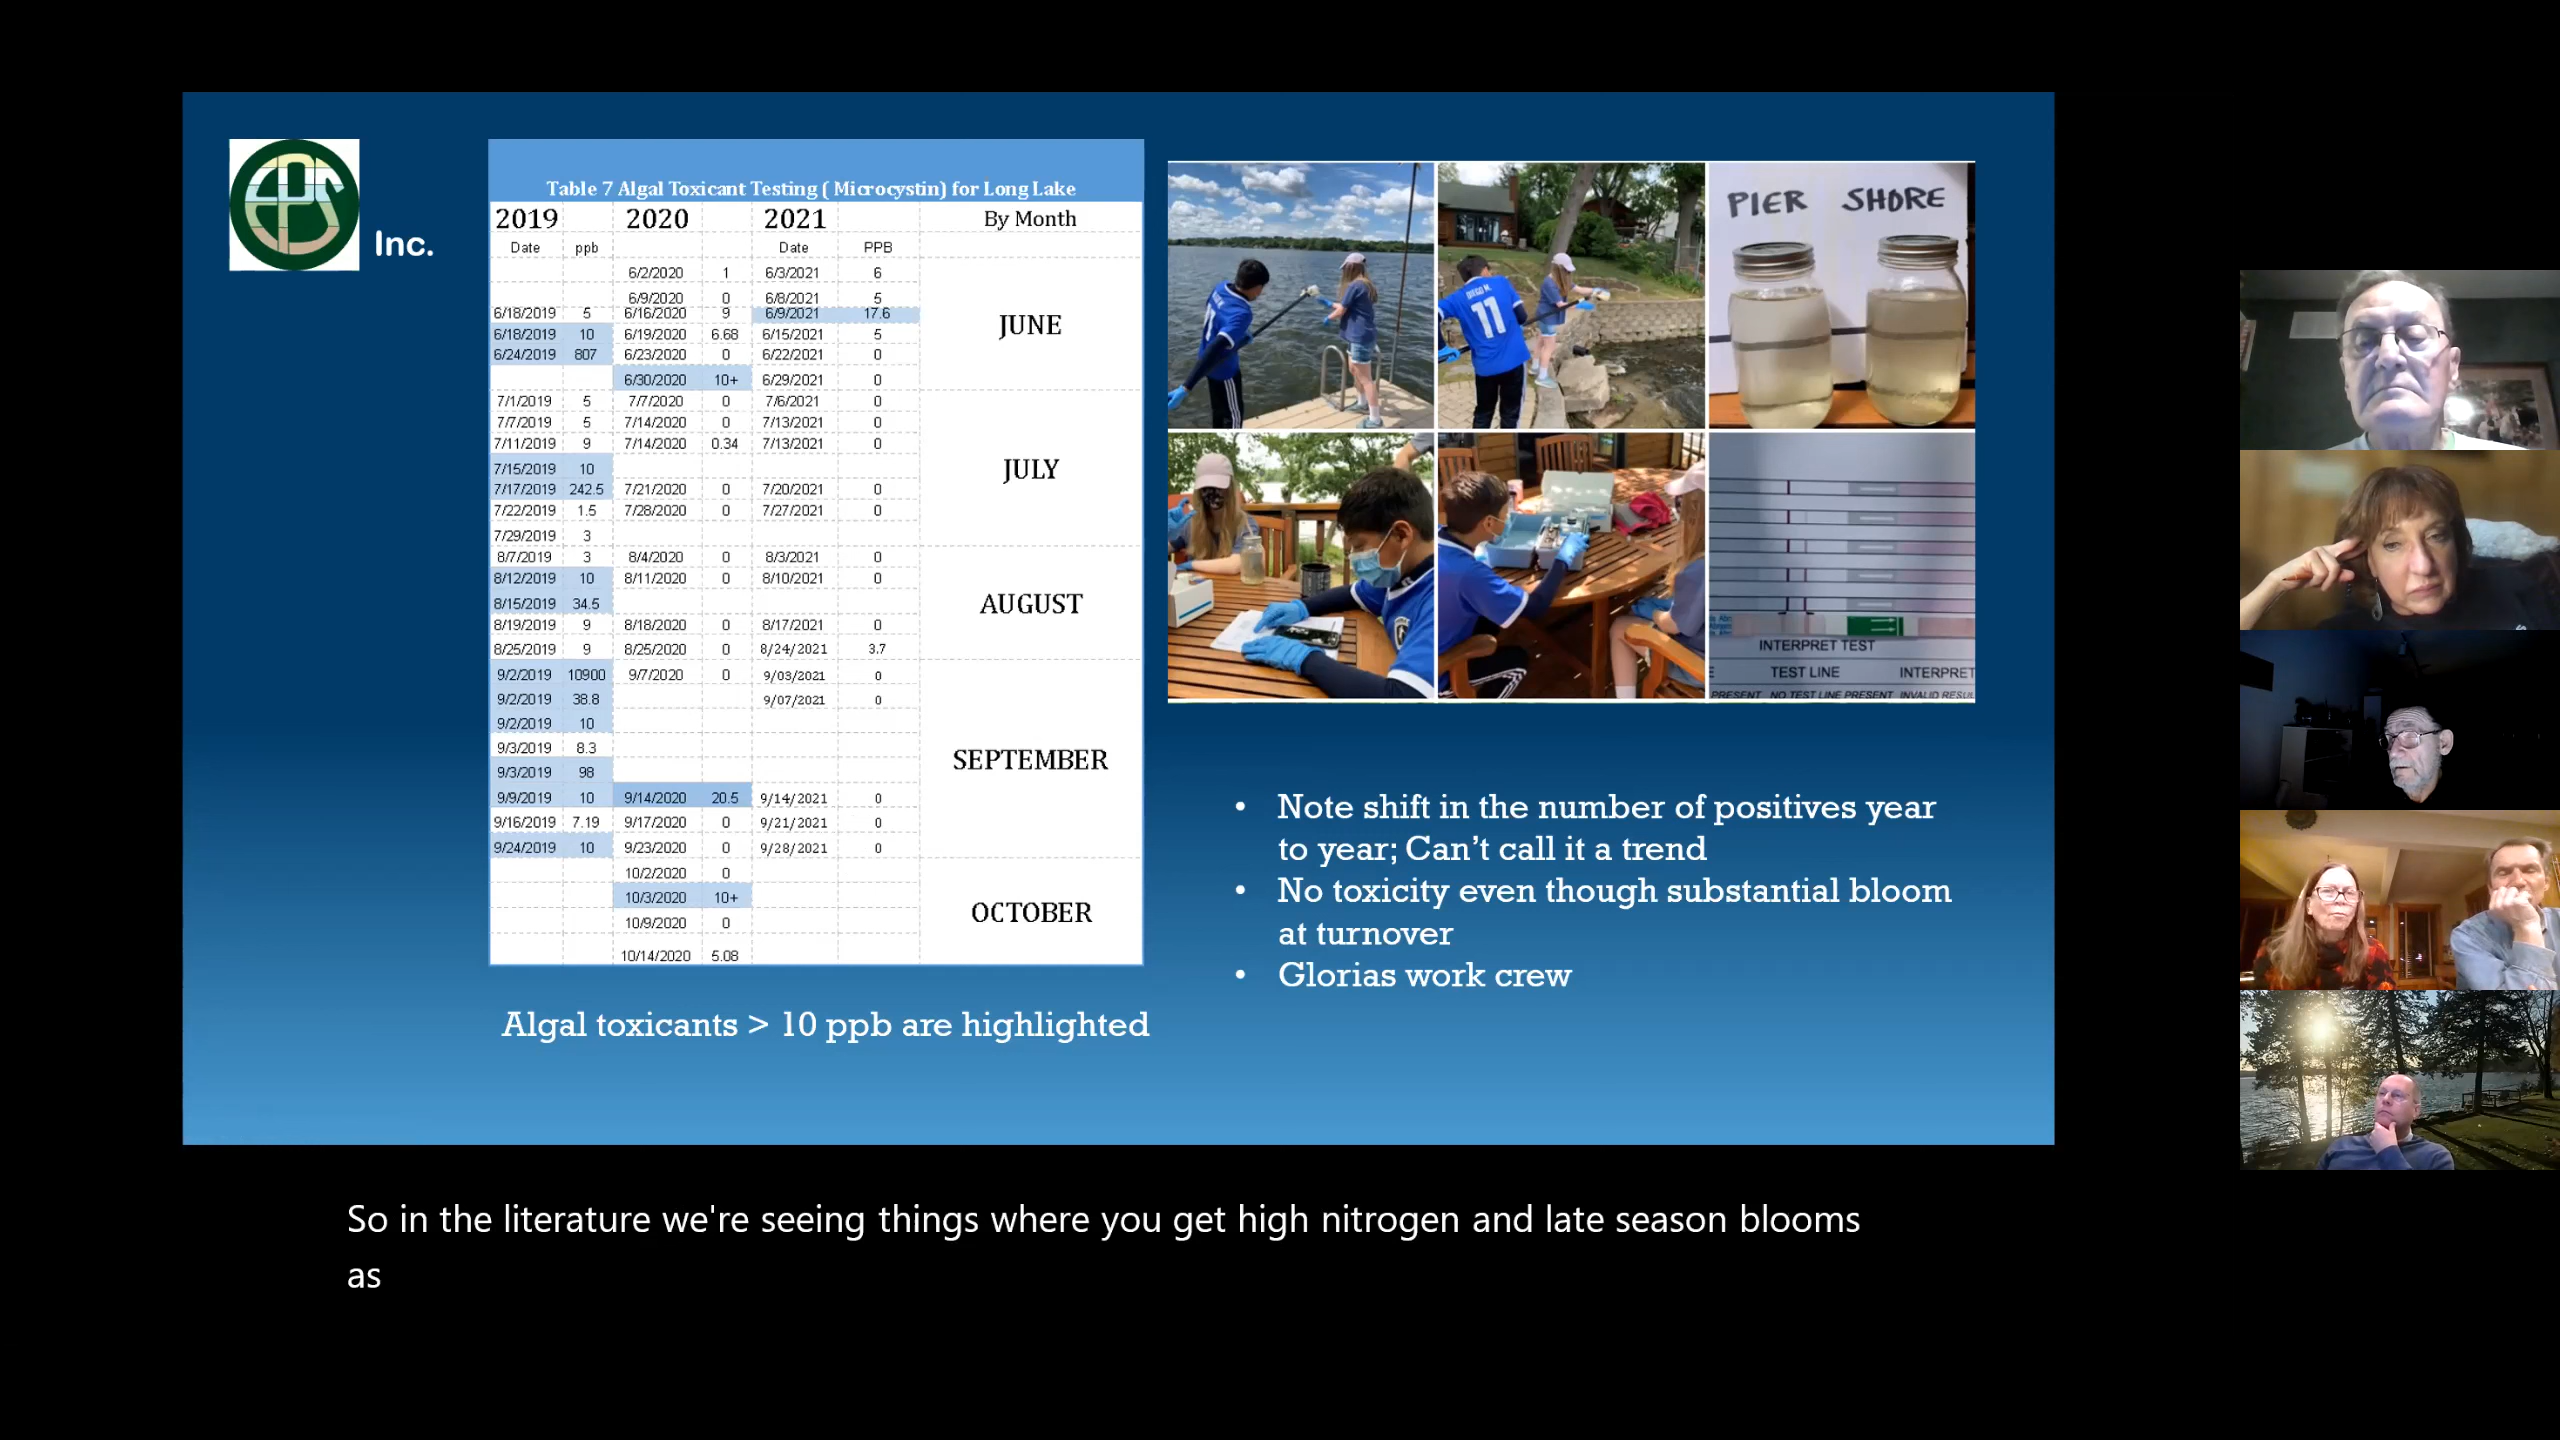 EPS
Inc.
Table 7 Algal Toxicant Testing ( Microcystin) for Long Lake
2019 2020 2021 By Month
Date ppb Date PPB
6/2/2020 1 6/3/2021 6
6/9/2020 0 6/8/2021 5
6/18/2019 5 6/16/2020 9 6/9/2021 17.6
JUNE
6/18/2019 10 6/19/2020 6.68 6/15/2021 5
6/24/2019 807 6/23/2020 0 6/22/2021 0
6/30/2020 10+ 6/29/2021 0
7/1/2019 5 7/7/2020 0 7/6/2021 0
7/7/2019 5 7/14/2020 0 7/13/2021 0
7/11/2019 9 7/14/2020 0.34 7/13/2021 0
7/15/2019 10
JULY
7/17/2019 242.5 7/21/2020 0 7/20/2021 0
7/22/2019 1.5 7/28/2020 0 7/27/2021 0
7/29/2019 3
8/7/2019 3 8/4/2020 0 8/3/2021 0
8/12/2019 10 8/11/2020 0 8/10/2021 0
8/15/2019 34.5
AUGUST
8/19/2019 9 8/18/2020 0 8/17/2021 0
8/25/2019 9 8/25/2020 0 8/24/2021 3.7
9/2/2019 10900 9/7/2020 0 9/03/2021 0
9/2/2019 38.8 9/07/2021 0
9/2/2019 10
9/3/2019 8.3
SEPTEMBER
9/3/2019 98
9/9/2019 10 9/14/2020 20.5 9/14/2021 0
9/16/2019 7.19 9/17/2020 0 9/21/2021 0
9/24/2019 10 9/23/2020 0 9/28/2021 0
10/2/2020 0
10/3/2020 10+
OCTOBER
10/9/2020 0
10/14/2020 5.08
Algal toxicants > 10 ppb are highlighted
DIEGO M.
11
PIER SHORE
INTERPRET TEST
TEST LINE INTERPRET
PRESENT NO TEST LINE PRESENT INVALID RESUL
• Note shift in the number of positives year
to year; Can't call it a trend
• No toxicity even though substantial bloom
at turnover
• Glorias work crew
So in the literature we're seeing things where you get high nitrogen and late season blooms
as